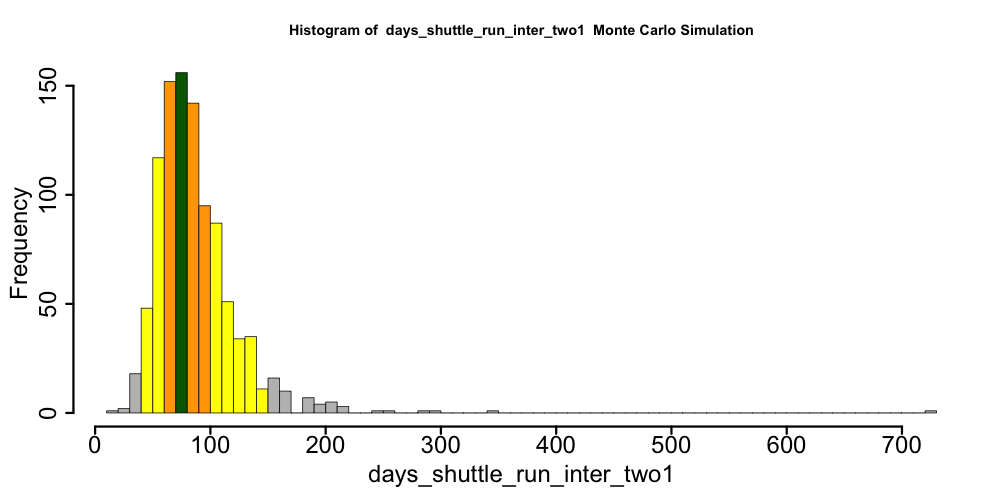 Histogram of  days_shuttle_run_inter_two1  Monte Carlo Simulation
Frequency
150
100
50
0
0 100 200 300 400 500 600 700
days_shuttle_run_inter_two1